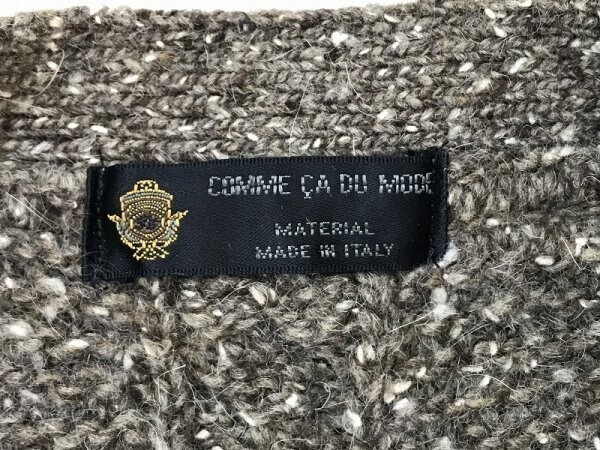 COMME ÇA DU MODE
MATERIAL
MADE IN ITALY